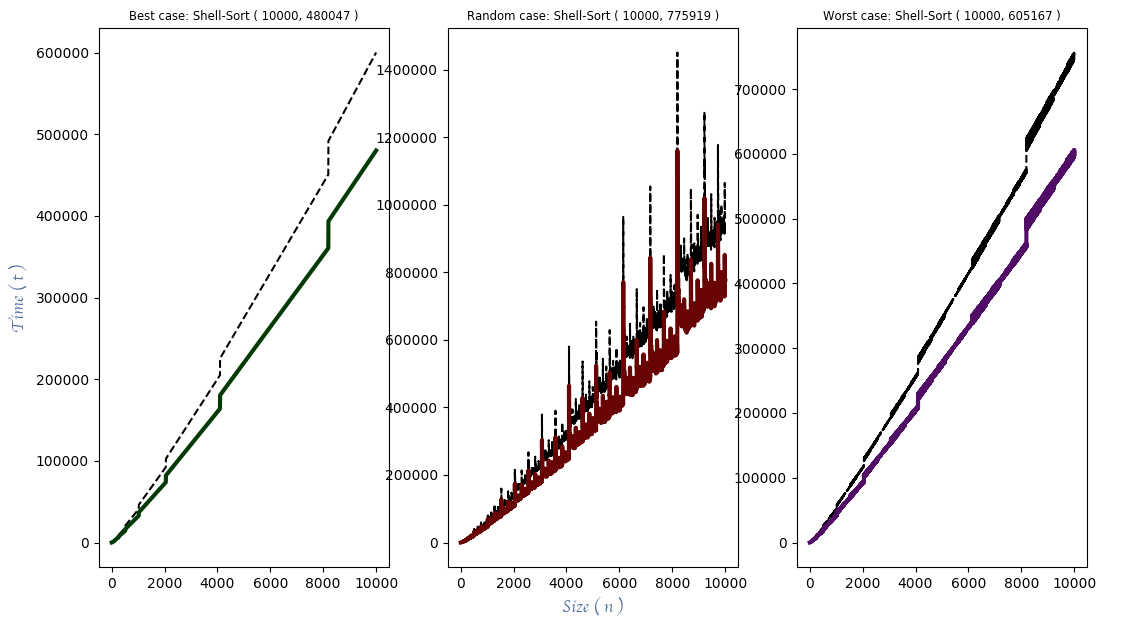 Best case: Shell-Sort ( 10000, 480047 )
Random case: Shell-Sort ( 10000, 775919 )
Worst case: Shell-Sort ( 10000, 605167 )
Time ( t )
600000
500000
400000
300000
200000
100000
0
0 2000 4000 6000 8000 10000
1400000
1200000
1000000
800000
600000
400000
200000
0
0 2000 4000 6000 8000 10000
700000
600000
500000
400000
300000
200000
100000
0
0 2000 4000 6000 8000 10000
Size ( n )